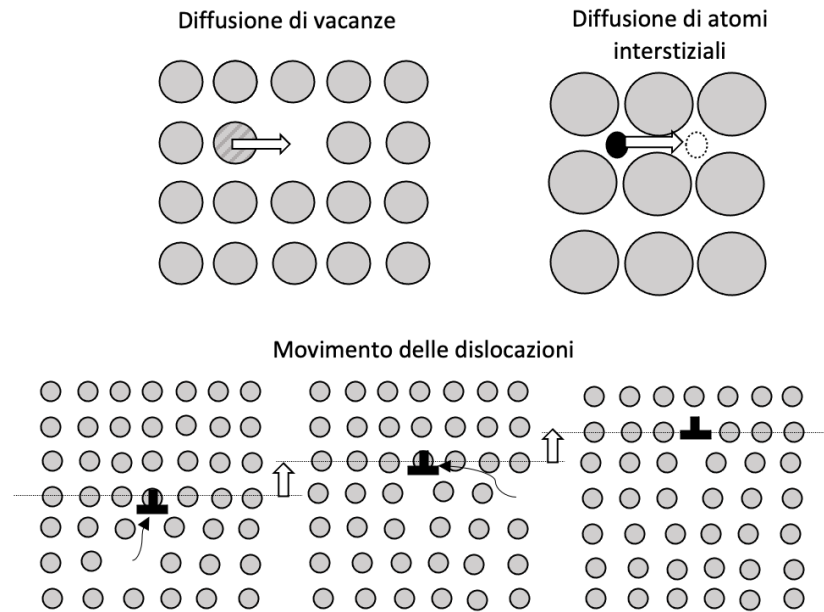 Diffusione di vacanze
Diffusione di atomi
interstiziali
Movimento delle dislocazioni